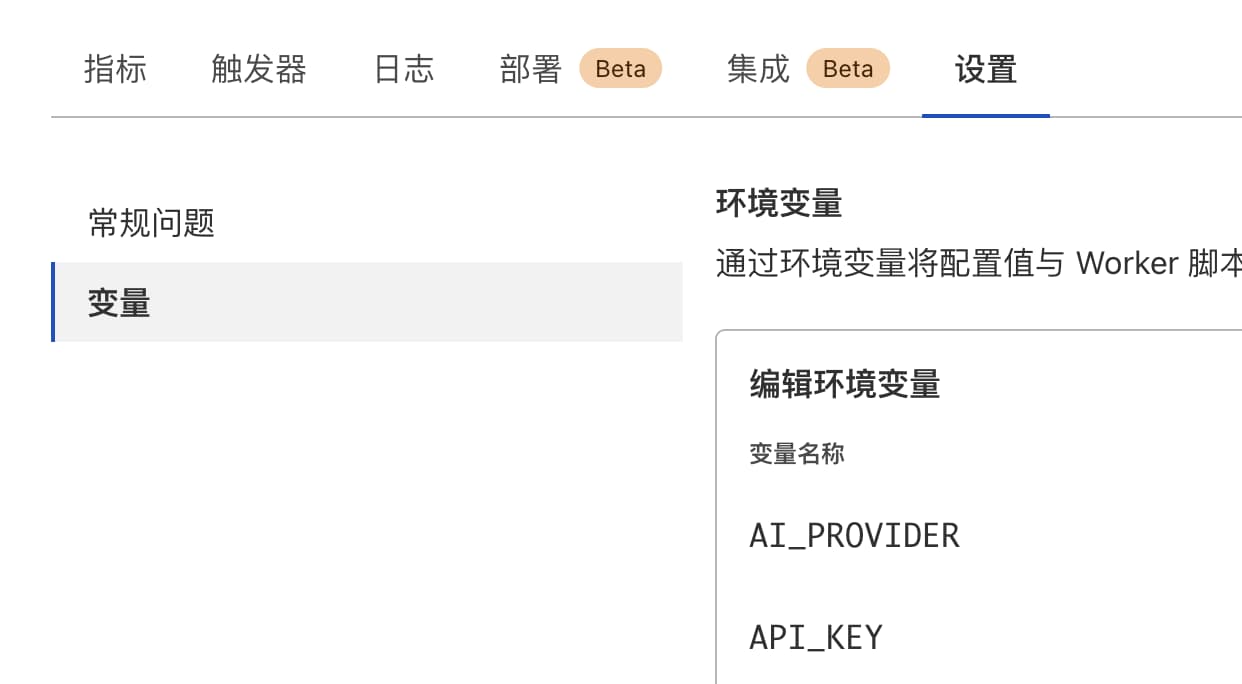 指标 触发器 日志 部署 Beta 集成 Beta 设置
常规问题
变量
环境变量
通过环境变量将配置值与 Worker 脚本
编辑环境变量
变量名称
AI_PROVIDER
API_KEY